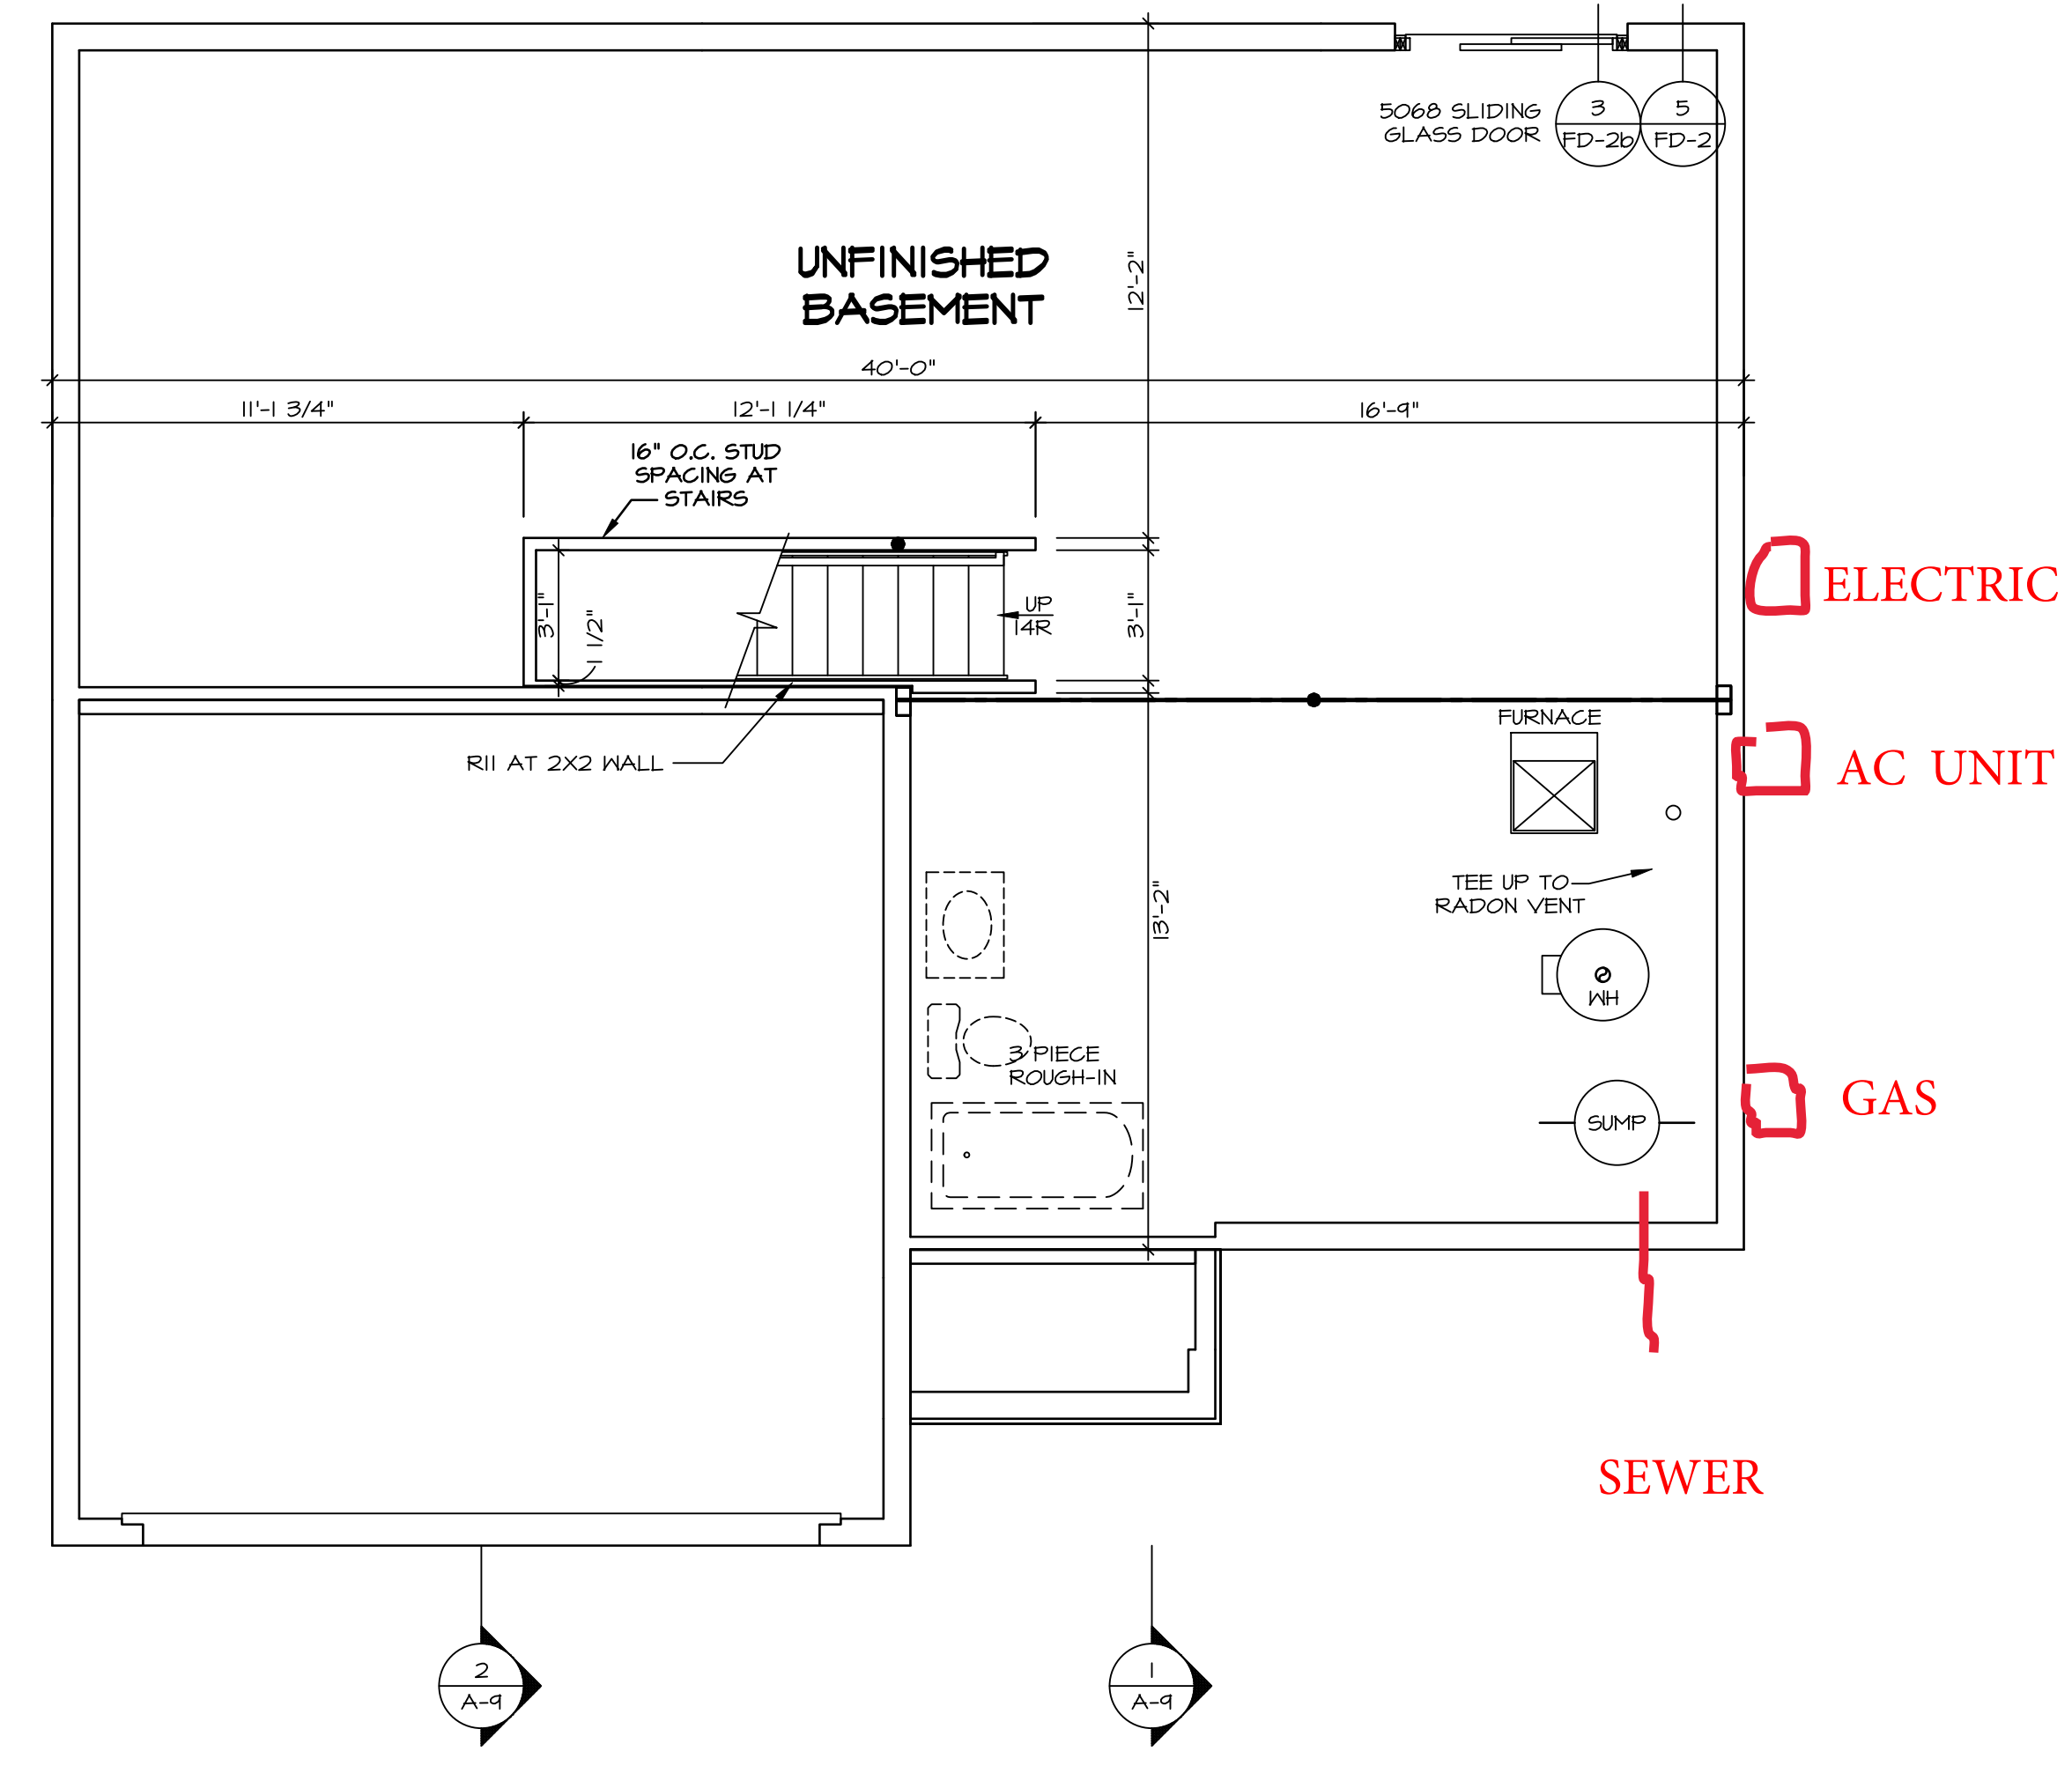 5068 SLIDING
GLASS DOOR
3
FD-2b
5
FD-2
UNFINISHED
BASEMENT
12'-2"
40'-0"
11'-1 3/4"
12'-1 1/4"
16'-9"
16" O.C. STUD
SPACING AT
STAIRS
3'-1"
1 1/2"
UP
14R
3'-1"
ELECTRIC
R11 AT 2X2 WALL
FURNACE
AC UNIT
TEE UP TO
RADON VENT
13'-2"
WH
3 PIECE
ROUGH-IN
SUMP
GAS
SEWER
2
A-9
1
A-9